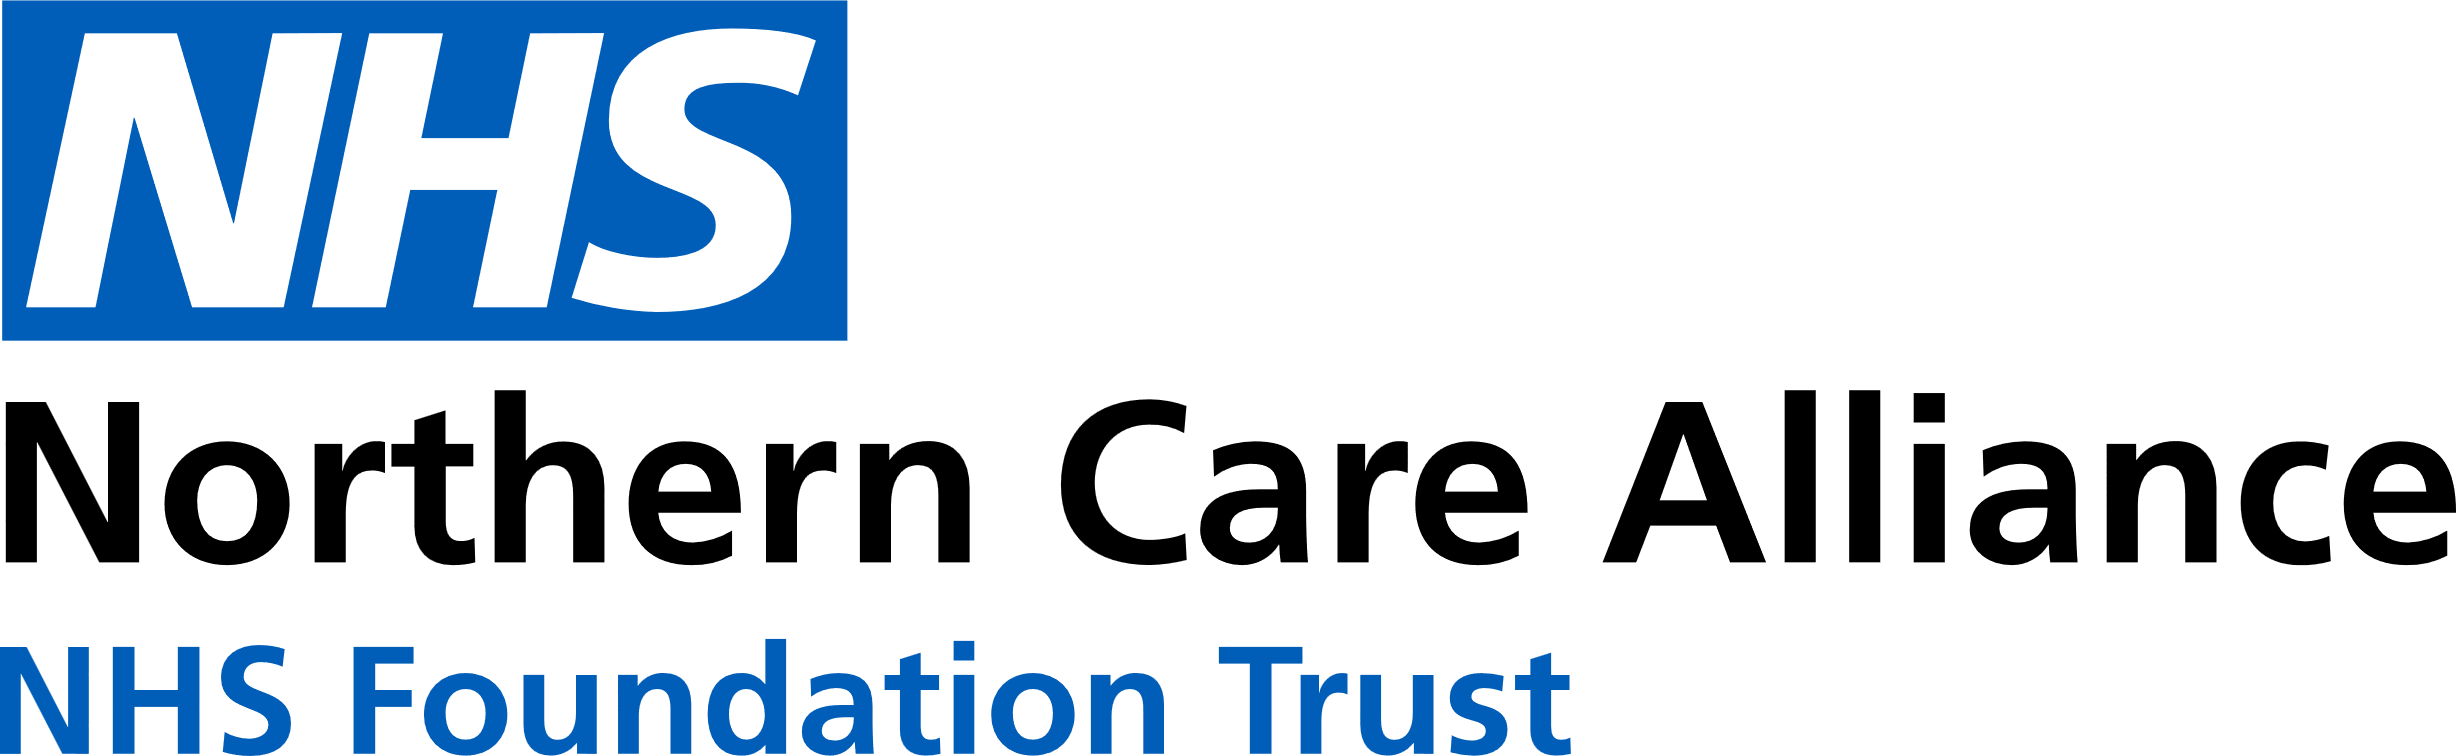 NHS
Northern Care Alliance
NHS Foundation Trust